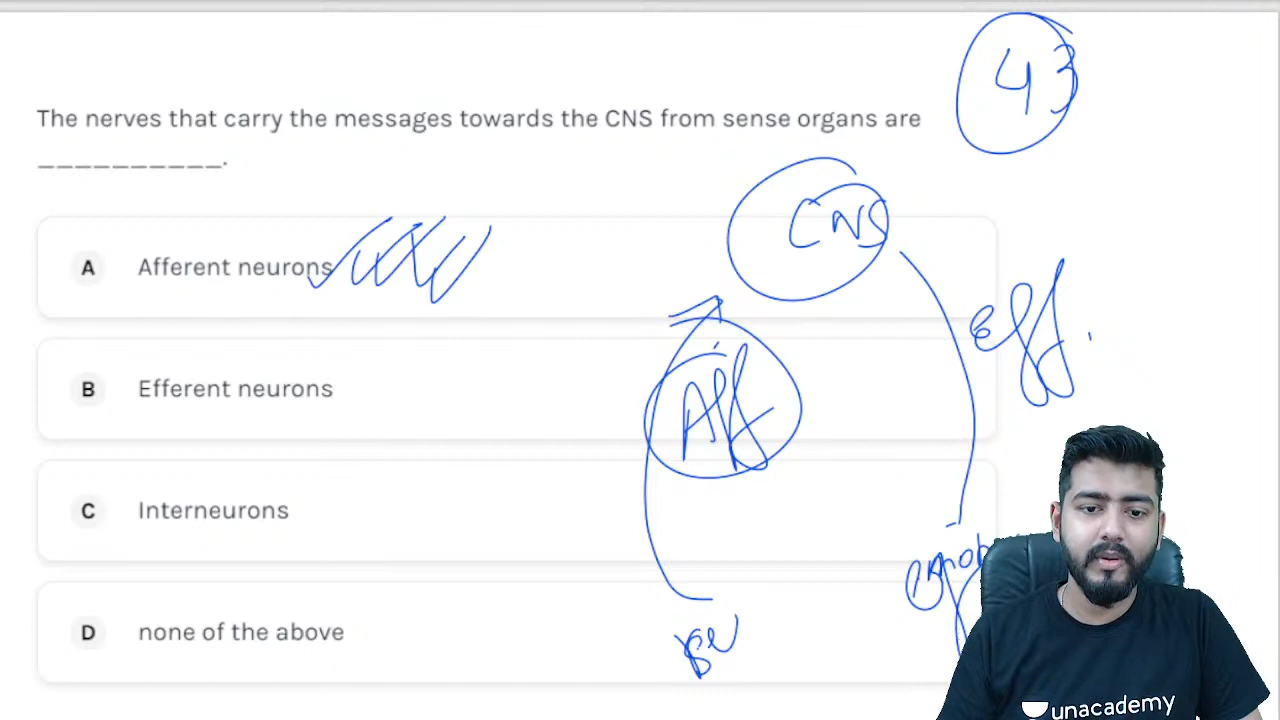 43
The nerves that carry the messages towards the CNS from sense organs are
__________.
CNS
A Afferent neurons
Eff.
B Efferent neurons
Aff
C Interneurons
D none of the above
unacademy